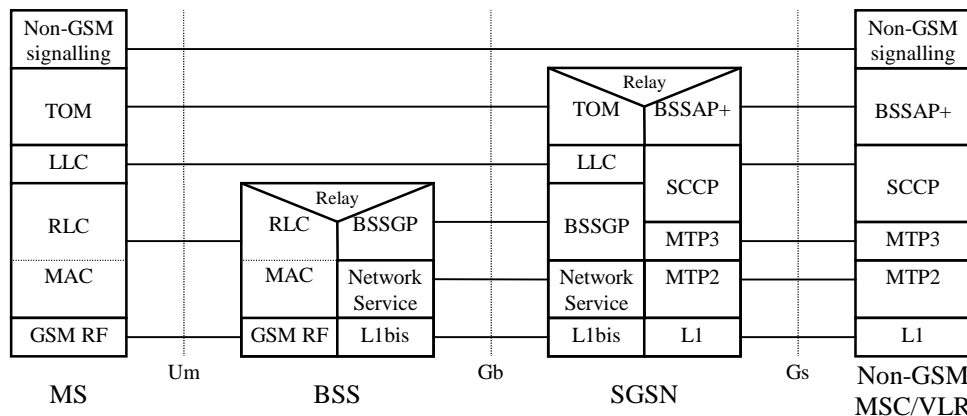 Non-GSM
signalling
TOM
LLC
RLC
MAC
GSM RF
MS
Um
Relay
RLC
BSSGP
MAC
Network
Service
GSM RF
L1bis
BSS
Gb
Relay
TOM
BSSAP+
LLC
SCCP
BSSGP
MTP3
Network
Service
MTP2
L1bis
L1
SGSN
Gs
Non-GSM
signalling
BSSAP+
SCCP
MTP3
MTP2
L1
Non-GSM
MSC/VLR